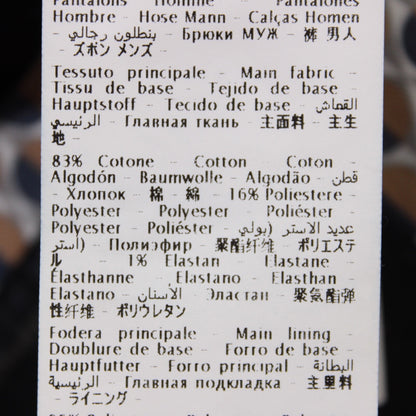 Pantalons Homme - Pantalones
Hombre - Hose Mann - Calças Homen
- بنطلون رجالي - Брюки МУЖ - 裤 男人
- ズボン メンズ -
Tessuto principale - Main fabric -
Tissu de base - Tejido de base -
Hauptstoff - Tecido de base - القماش
الرئيسي - Главная ткань - 主面料 - 主生
地 -
83% Cotone - Cotton - Coton -
Algodón - Baumwolle - Algodão - قطن
- Хлопок - 棉 - 綿 - 16% Poliestere -
Polyester - Polyester - Poliéster -
Polyester - Poliéster - عديد الاستر (بولي
استر) - Полиэфир - 聚酯纤维 - ポリエステ
ル - 1% Elastan - Elastane -
Élasthanne - Elastano - Elasthan -
Elastano - الأستان - Эластан - 聚氨酯弹
性纤维 - ポリウレタン
Fodera principale - Main lining -
Doublure de base - Forro de base -
Hauptfutter - Forro principal - البطانة
الرئيسية - Главная подкладка - 主里料
- ライニング -